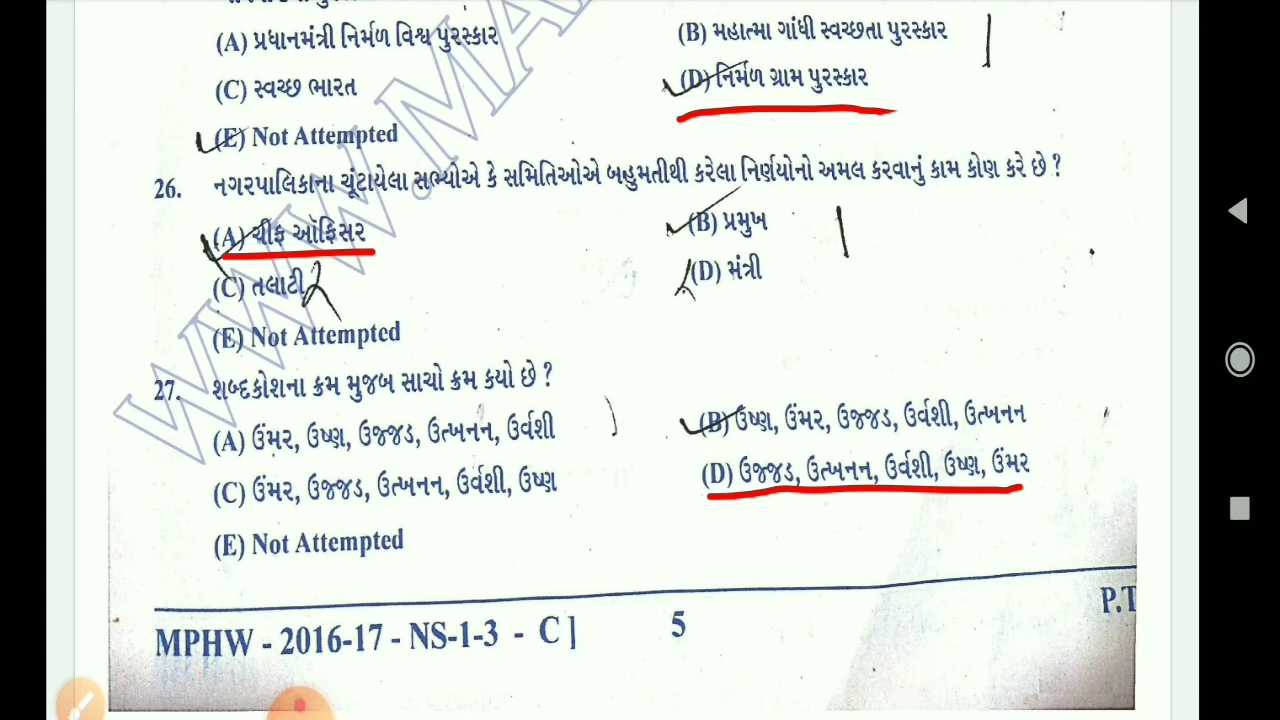 (A) પ્રધાનમંત્રી નિર્મળ વિશ્વ પુરસ્કાર (B) મહાત્મા ગાંધી સ્વચ્છતા પુરસ્કાર
(C) સ્વચ્છ ભારત (D) નિર્મળ ગ્રામ પુરસ્કાર
(E) Not Attempted
26. નગરપાલિકાના ચૂંટાયેલા સભ્યોએ કે સમિતિઓએ બહુમતીથી કરેલા નિર્ણયોનો અમલ કરવાનું કામ કોણ કરે છે ?
(A) ચીફ ઑફિસર (B) પ્રમુખ
(C) તલાટી (D) મંત્રી
(E) Not Attempted
27. શબ્દકોશના ક્રમ મુજબ સાચો ક્રમ કયો છે ?
(A) ઉંમર, ઉષ્ણ, ઉજ્જડ, ઉત્ખનન, ઉર્વશી (B) ઉષ્ણ, ઉંમર, ઉજ્જડ, ઉર્વશી, ઉત્ખનન
(C) ઉંમર, ઉજ્જડ, ઉત્ખનન, ઉર્વશી, ઉષ્ણ (D) ઉજ્જડ, ઉત્ખનન, ઉર્વશી, ઉષ્ણ, ઉંમર
(E) Not Attempted
MPHW - 2016-17 - NS-1-3 - C ] 5 P.T
WWW.MA